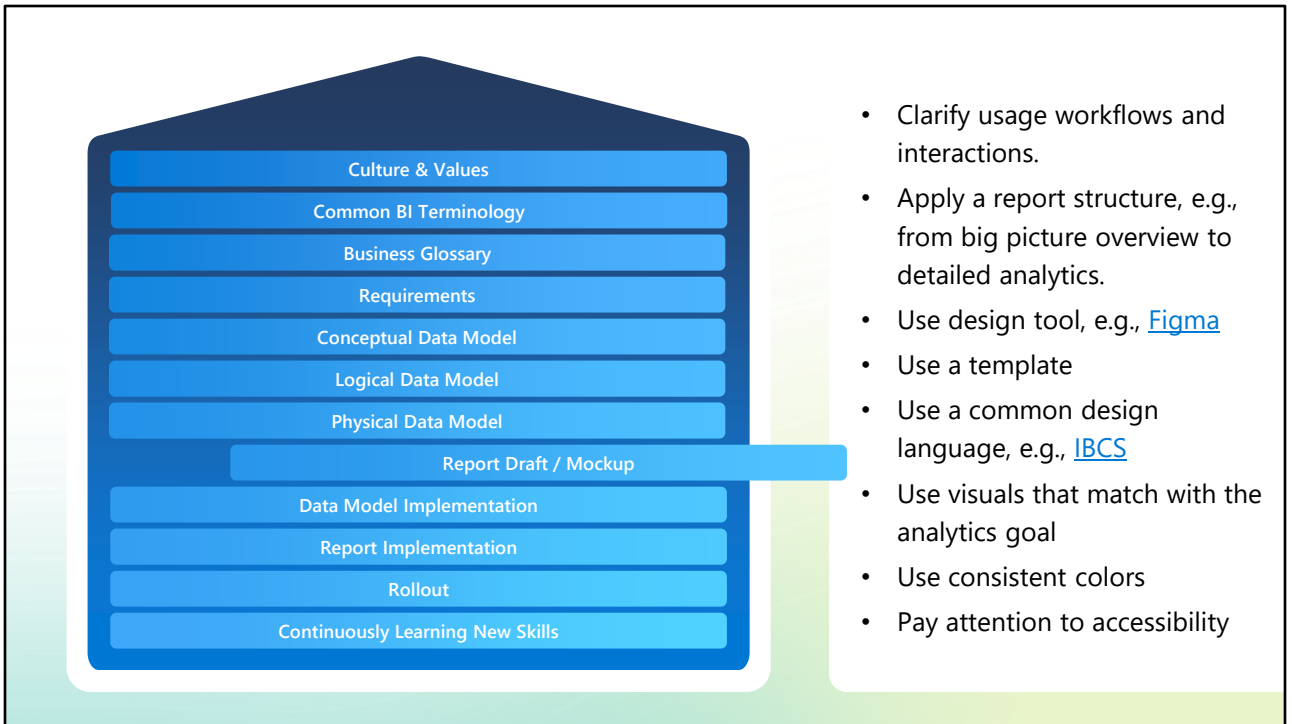 Culture & Values
Common BI Terminology
Business Glossary
Requirements
Conceptual Data Model
Logical Data Model
Physical Data Model
Report Draft / Mockup
Data Model Implementation
Report Implementation
Rollout
Continuously Learning New Skills
• Clarify usage workflows and
interactions.
• Apply a report structure, e.g.,
from big picture overview to
detailed analytics.
• Use design tool, e.g., Figma
• Use a template
• Use a common design
language, e.g., IBCS
• Use visuals that match with the
analytics goal
• Use consistent colors
• Pay attention to accessibility